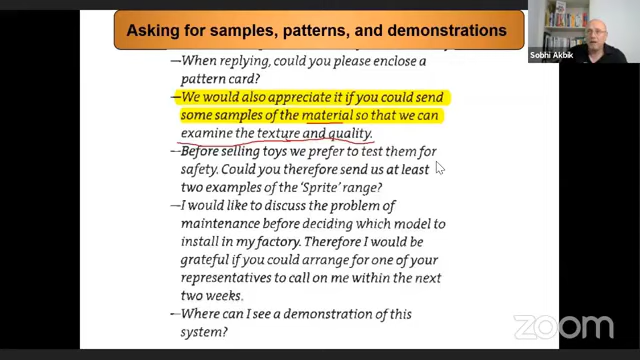 Asking for samples, patterns, and demonstrations
Sobhi Akbik
—When replying, could you please enclose a
pattern card?
—We would also appreciate it if you could send
some samples of the material so that we can
examine the texture and quality.
—Before selling toys we prefer to test them for
safety. Could you therefore send us at least
two examples of the ‘Sprite’ range?
—I would like to discuss the problem of
maintenance before deciding which model to
install in my factory. Therefore I would be
grateful if you could arrange for one of your
representatives to call on me within the next
two weeks.
—Where can I see a demonstration of this
system?
zoom